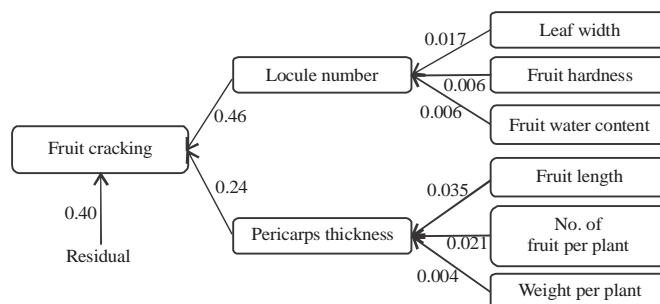 Leaf width
0.017
Locule number
Fruit hardness
0.006
0.006
Fruit water content
0.46
Fruit cracking
0.24
Fruit length
0.035
0.40
No. of
fruit per plant
0.021
Pericarps thickness
Residual
0.004
Weight per plant